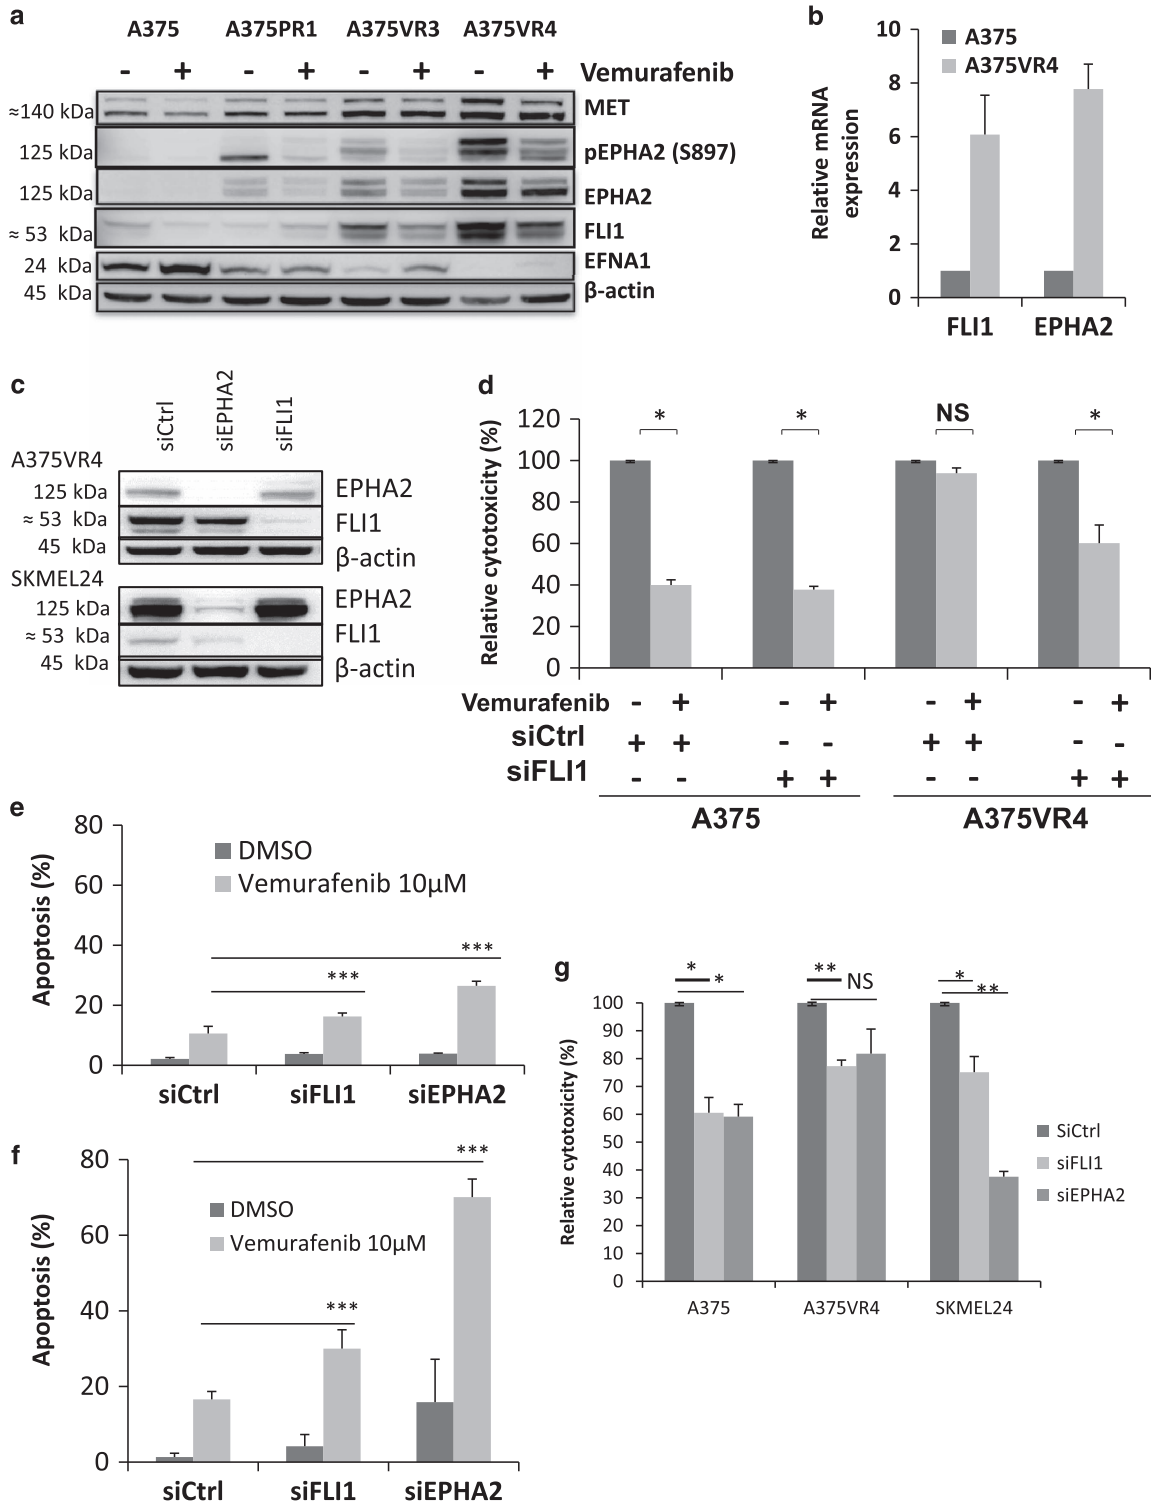 a
A375 A375PR1 A375VR3 A375VR4
- + - + - + - + Vemurafenib
≈140 kDa MET
125 kDa pEPHA2 (S897)
125 kDa EPHA2
≈ 53 kDa FLI1
24 kDa EFNA1
45 kDa β-actin
b
Relative mRNA
expression
10
8
6
4
2
0
A375
A375VR4
FLI1 EPHA2
c
siCtrl siEPHA2 siFLI1
A375VR4
125 kDa EPHA2
≈ 53 kDa FLI1
45 kDa β-actin
SKMEL24
125 kDa EPHA2
≈ 53 kDa FLI1
45 kDa β-actin
d
Relative cytotoxicity (%)
120
100
80
60
40
20
0
* * NS *
Vemurafenib - + - + - + - +
siCtrl + + - - + + - -
siFLI1 - - + + - - + +
A375 A375VR4
e
Apoptosis (%)
80
60
40
20
0
DMSO
Vemurafenib 10µM
***
***
siCtrl siFLI1 siEPHA2
f
Apoptosis (%)
80
60
40
20
0
***
DMSO
Vemurafenib 10µM
***
siCtrl siFLI1 siEPHA2
g
Relative cytotoxicity (%)
100
90
80
70
60
50
40
30
20
10
0
* * ** NS * **
A375 A375VR4 SKMEL24
SiCtrl
siFLI1
siEPHA2